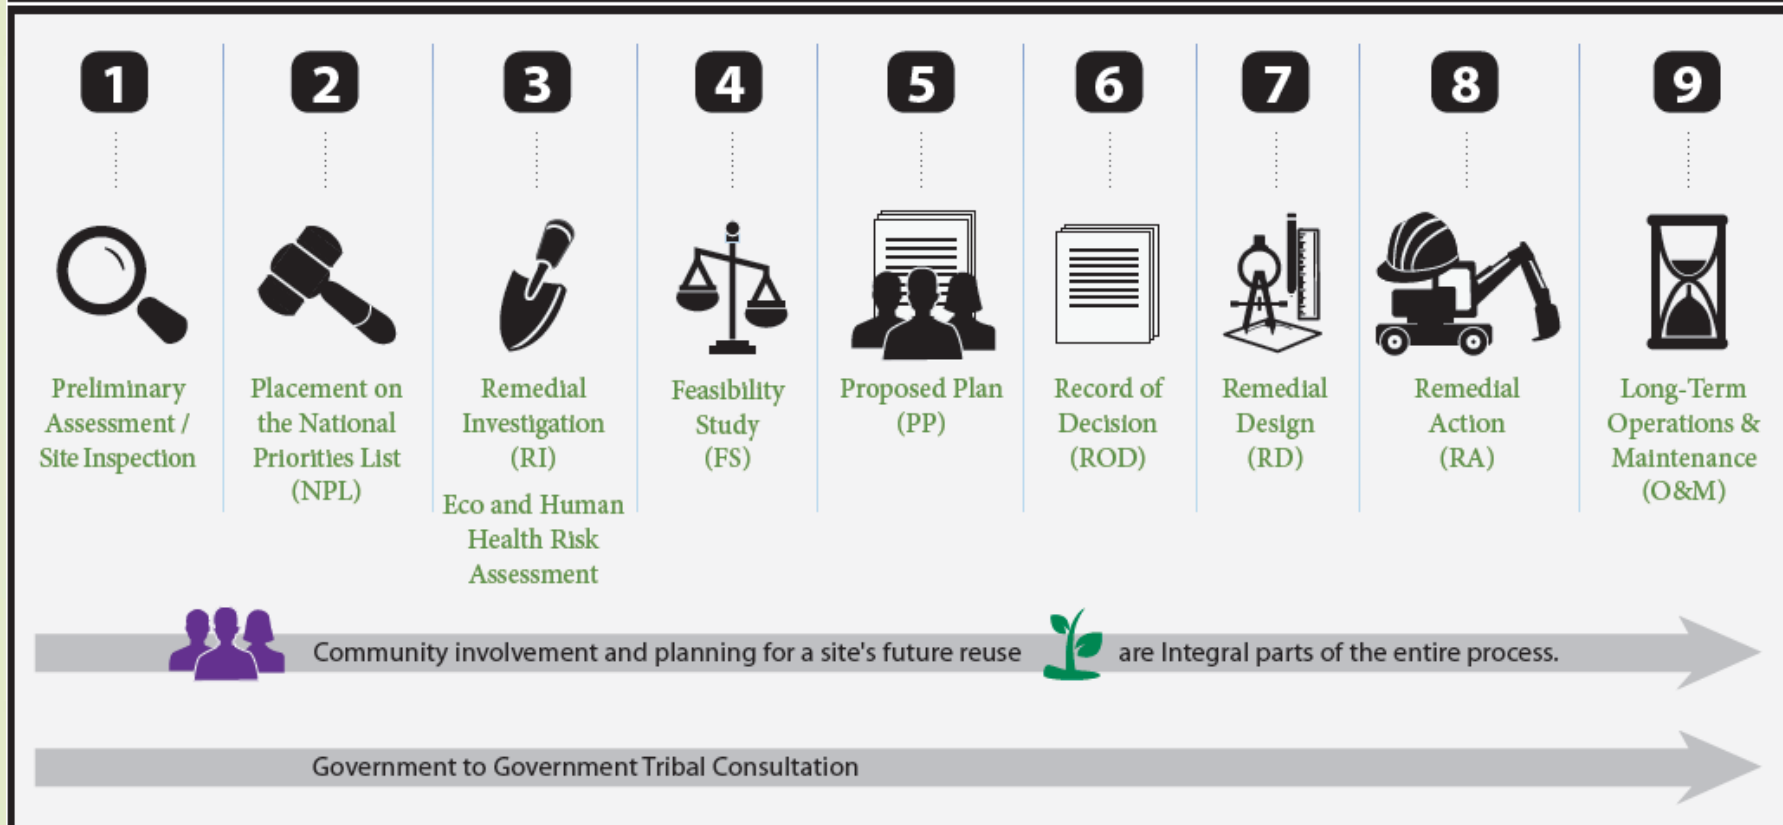 1
2
3
4
5
6
7
8
9
Preliminary
Assessment /
Site Inspection
Placement on
the National
Priorities List
(NPL)
Remedial
Investigation
(RI)
Eco and Human
Health Risk
Assessment
Feasibility
Study
(FS)
Proposed Plan
(PP)
Record of
Decision
(ROD)
Remedial
Design
(RD)
Remedial
Action
(RA)
Long-Term
Operations &
Maintenance
(O&M)
Community involvement and planning for a site's future reuse are Integral parts of the entire process.
Government to Government Tribal Consultation